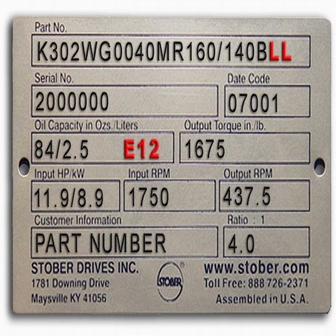 Part No.
K302WG0040MR160/140BLL
Serial No. Date Code
2000000 07001
Oil Capacity in Ozs./Liters Output Torque in./lb.
84/2.5 E12 1675
Input HP/kW Input RPM Output RPM
11.9/8.9 1750 437.5
Customer Information Ratio : 1
PART NUMBER 4.0
STOBER DRIVES INC. www.stober.com
1781 Downing Drive STOBER Toll Free: 888 726-2371
Maysville KY 41056 Assembled in U.S.A.